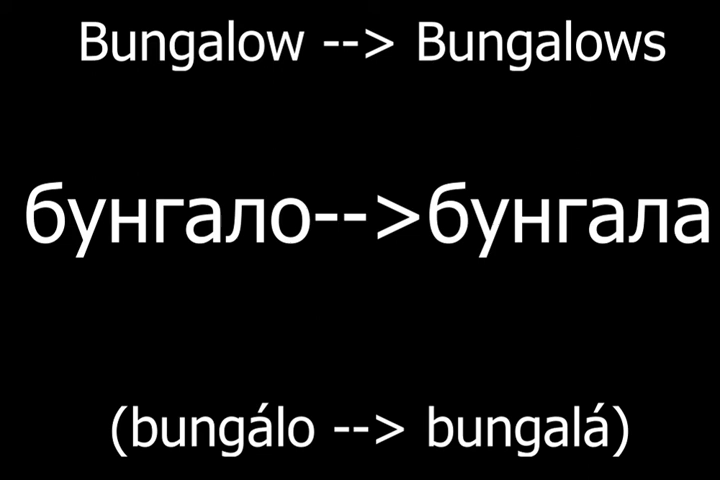 Bungalow --> Bungalows
бунгало-->бунгала
(bungálo --> bungalá)